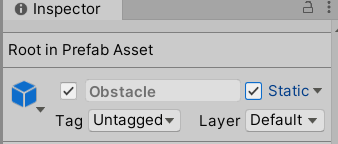 Inspector
Root in Prefab Asset
Obstacle Static
Tag Untagged Layer Default